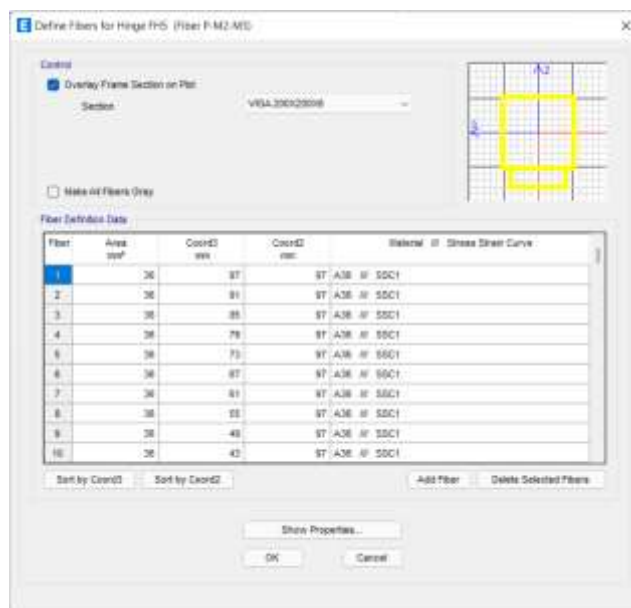 E Define Fibers for Hinge FH5 (Fiber P-M2-M3)
Control
Overlay Frame Section on Plot
Section VIGA 200X200X6
Make All Fibers Gray
Fiber Definition Data
Fiber Area Coord3 Coord2 Material /// Stress Strain Curve
mm² mm mm
1 36 97 97 A36 /// SSC1
2 36 91 97 A36 /// SSC1
3 36 85 97 A36 /// SSC1
4 36 79 97 A36 /// SSC1
5 36 73 97 A36 /// SSC1
6 36 67 97 A36 /// SSC1
7 36 61 97 A36 /// SSC1
8 36 55 97 A36 /// SSC1
9 36 49 97 A36 /// SSC1
10 36 43 97 A36 /// SSC1
Sort by Coord3 Sort by Coord2 Add Fiber Delete Selected Fibers
Show Properties...
OK Cancel